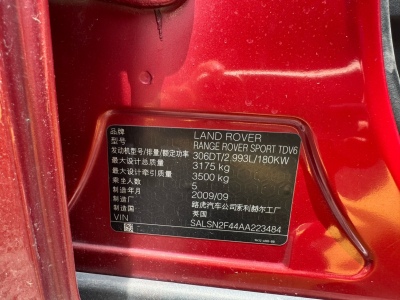 品牌 LAND ROVER
型号 RANGE ROVER SPORT TDV6
发动机型号/排量/额定功率 306DT/2.993L/180KW
最大设计总质量 3175 kg
最大设计牵引质量 3500 kg
乘坐人数 5
制造年月 2009/09
制造厂 路虎汽车公司索利赫尔工厂
制造国 英国
VIN SALSN2F44AA223484